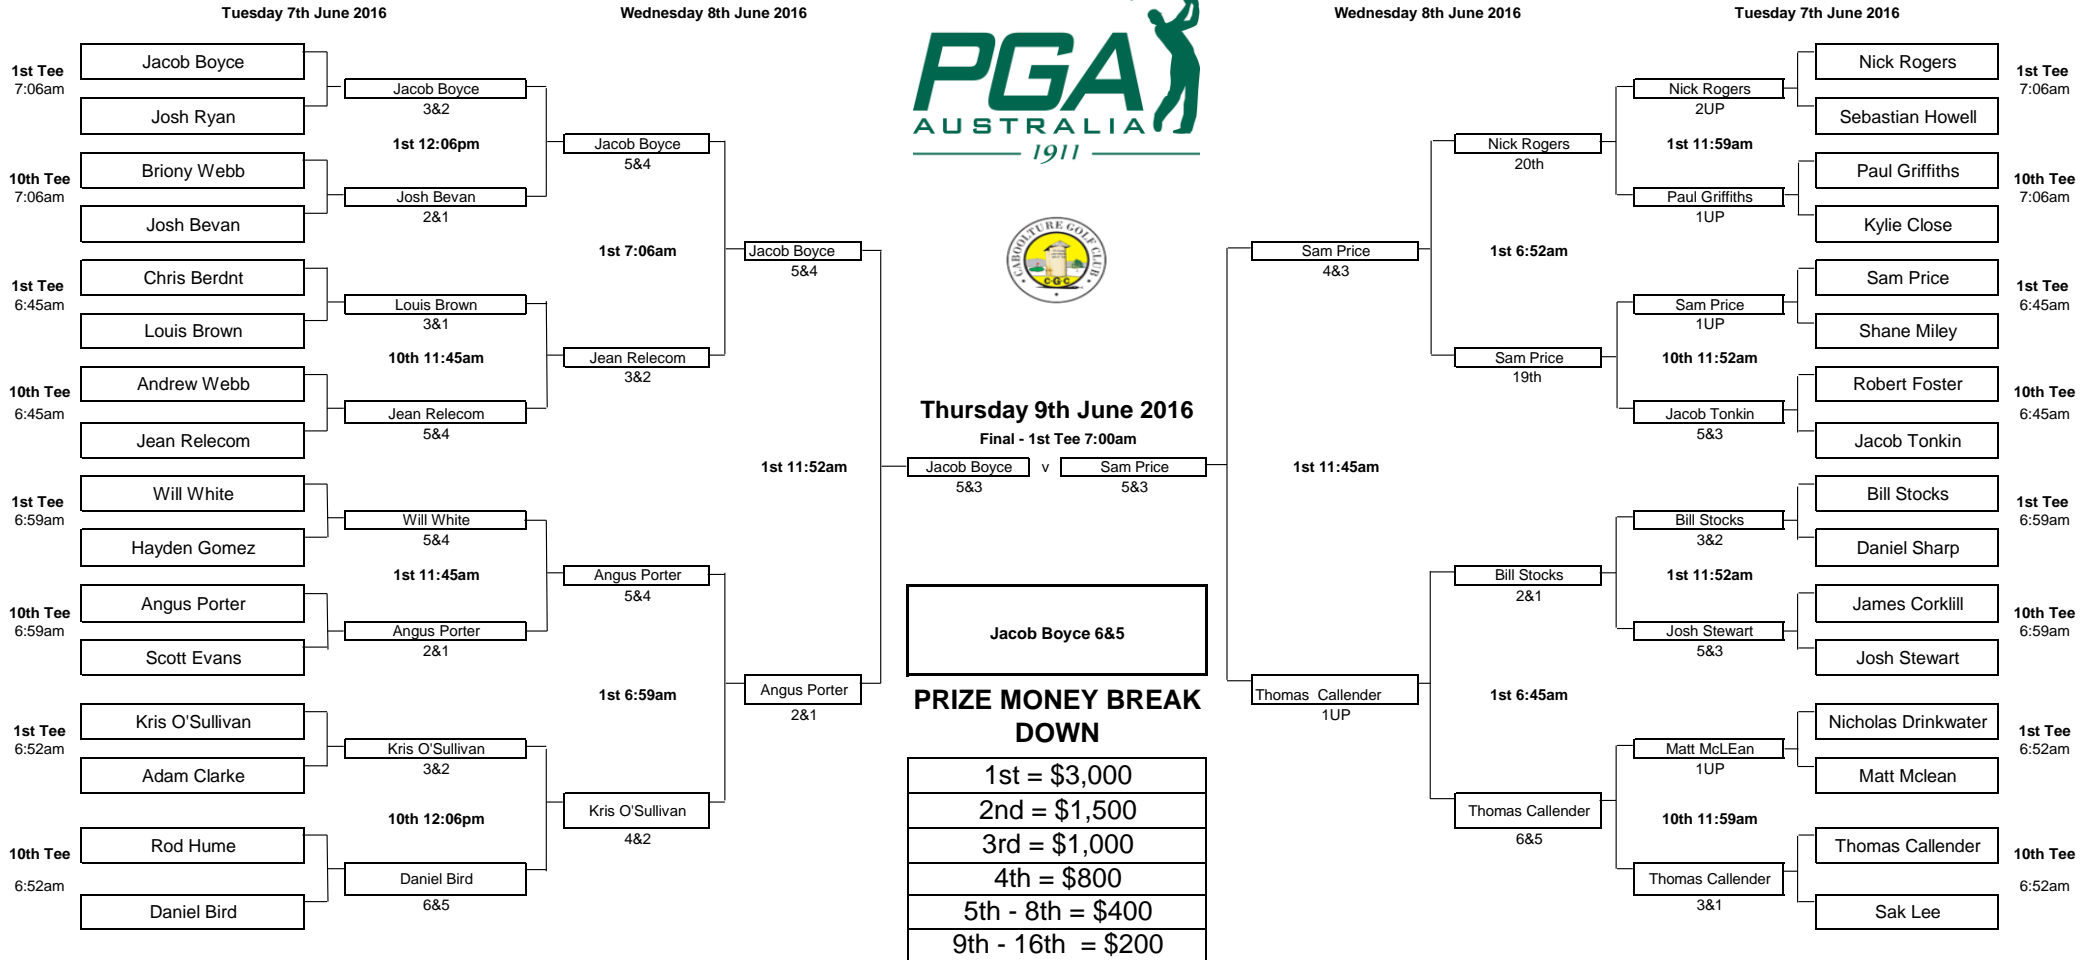 Tuesday 7th June 2016
Wednesday 8th June 2016
Wednesday 8th June 2016
Tuesday 7th June 2016
1st Tee
7:06am
Jacob Boyce
Josh Ryan
10th Tee
7:06am
Briony Webb
Josh Bevan
1st Tee
6:45am
Chris Berdnt
Louis Brown
10th Tee
6:45am
Andrew Webb
Jean Relecom
1st Tee
6:59am
Will White
Hayden Gomez
10th Tee
6:59am
Angus Porter
Scott Evans
1st Tee
6:52am
Kris O'Sullivan
Adam Clarke
10th Tee
6:52am
Rod Hume
Daniel Bird
Jacob Boyce
3&2
1st 12:06pm
Josh Bevan
2&1
Louis Brown
3&1
10th 11:45am
Jean Relecom
5&4
Will White
5&4
1st 11:45am
Angus Porter
2&1
Kris O'Sullivan
3&2
10th 12:06pm
Daniel Bird
6&5
Jacob Boyce
5&4
1st 7:06am
Jean Relecom
3&2
Angus Porter
5&4
1st 6:59am
Kris O'Sullivan
4&2
Jacob Boyce
5&4
1st 11:52am
Angus Porter
2&1
PGA
AUSTRALIA
1911
CABOOLTURE GOLF CLUB
C·G·C
Thursday 9th June 2016
Final - 1st Tee 7:00am
Jacob Boyce v Sam Price
5&3 5&3
Jacob Boyce 6&5
PRIZE MONEY BREAK
DOWN
1st = $3,000
2nd = $1,500
3rd = $1,000
4th = $800
5th - 8th = $400
9th - 16th = $200
Sam Price
4&3
1st 11:45am
Thomas Callender
1UP
Nick Rogers
20th
1st 6:52am
Sam Price
19th
Bill Stocks
2&1
1st 6:45am
Thomas Callender
6&5
Nick Rogers
2UP
1st 11:59am
Paul Griffiths
1UP
Sam Price
1UP
10th 11:52am
Jacob Tonkin
5&3
Bill Stocks
3&2
1st 11:52am
Josh Stewart
5&3
Matt McLEan
1UP
10th 11:59am
Thomas Callender
3&1
Nick Rogers
Sebastian Howell
1st Tee
7:06am
Paul Griffiths
Kylie Close
10th Tee
7:06am
Sam Price
Shane Miley
1st Tee
6:45am
Robert Foster
Jacob Tonkin
10th Tee
6:45am
Bill Stocks
Daniel Sharp
1st Tee
6:59am
James Corklill
Josh Stewart
10th Tee
6:59am
Nicholas Drinkwater
Matt Mclean
1st Tee
6:52am
Thomas Callender
Sak Lee
10th Tee
6:52am